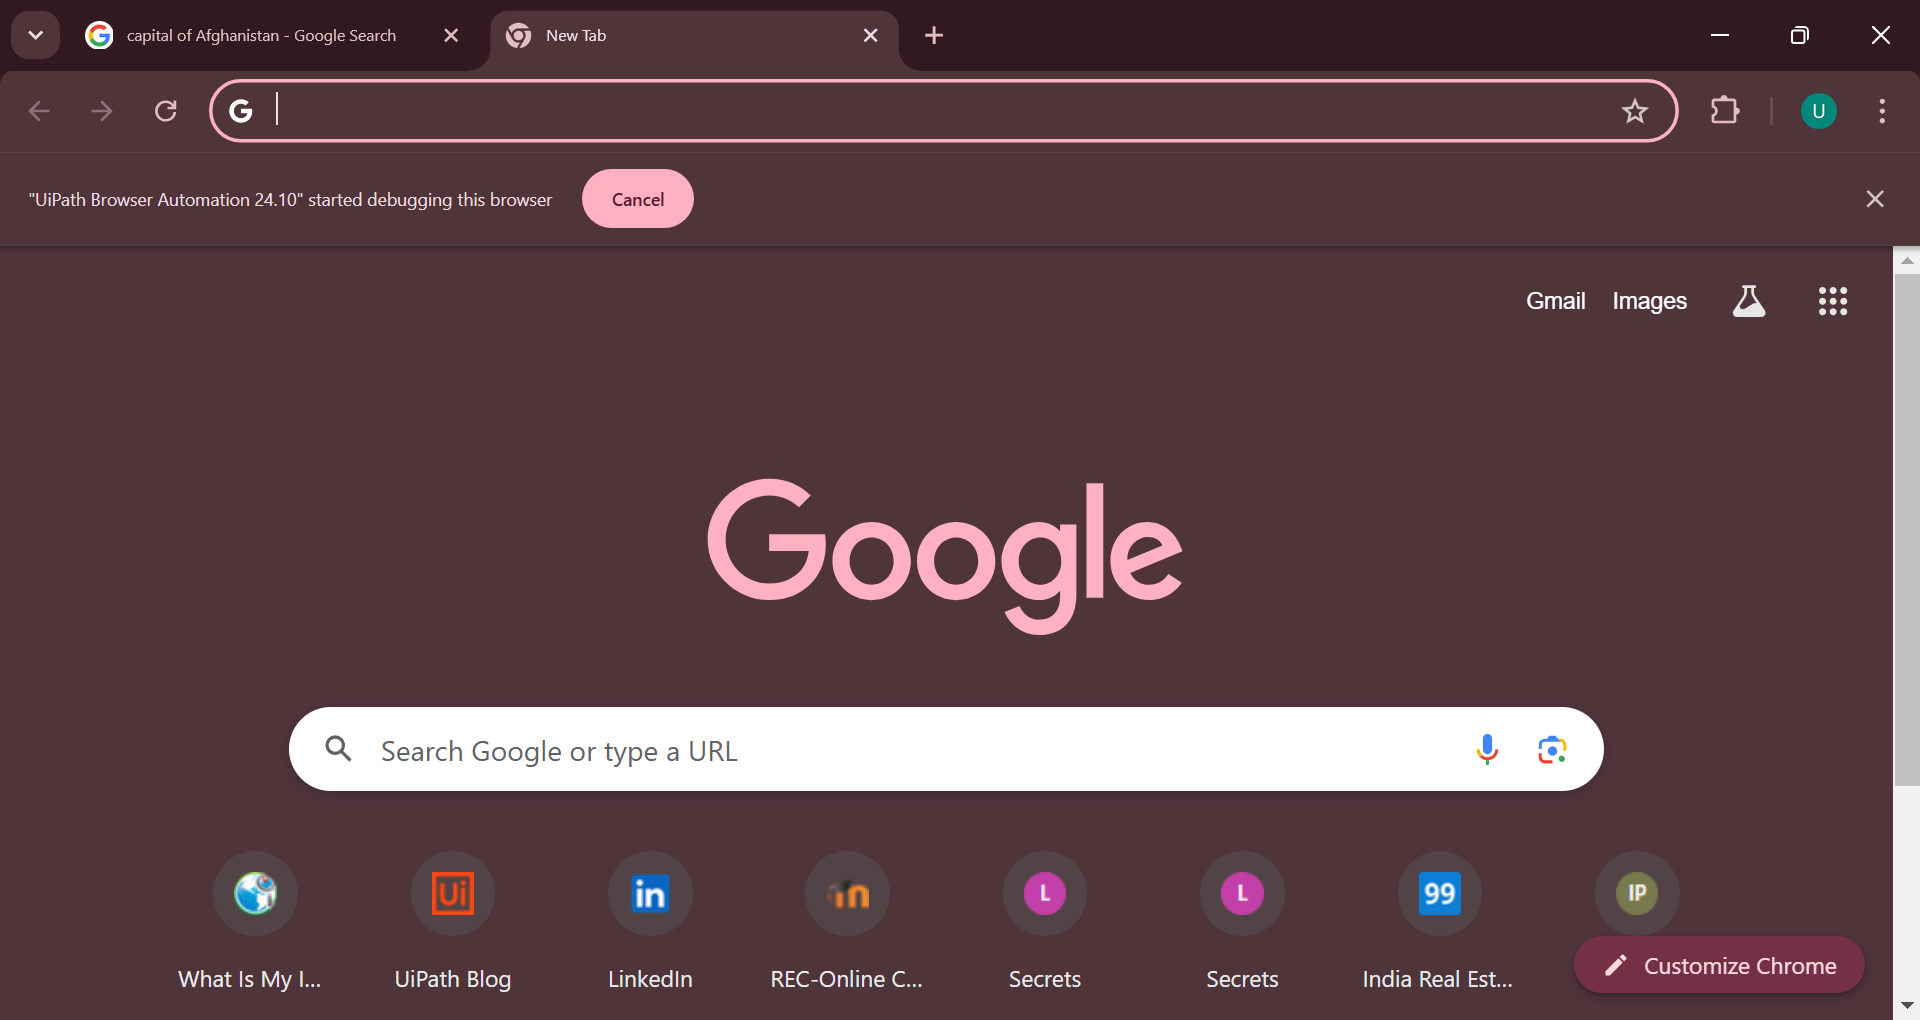 capital of Afghanistan - Google Search
New Tab
U
"UiPath Browser Automation 24.10" started debugging this browser
Cancel
Gmail
Images
Google
Search Google or type a URL
Ui
in
L
L
99
IP
What Is My I...
UiPath Blog
LinkedIn
REC-Online C...
Secrets
Secrets
India Real Est...
Customize Chrome